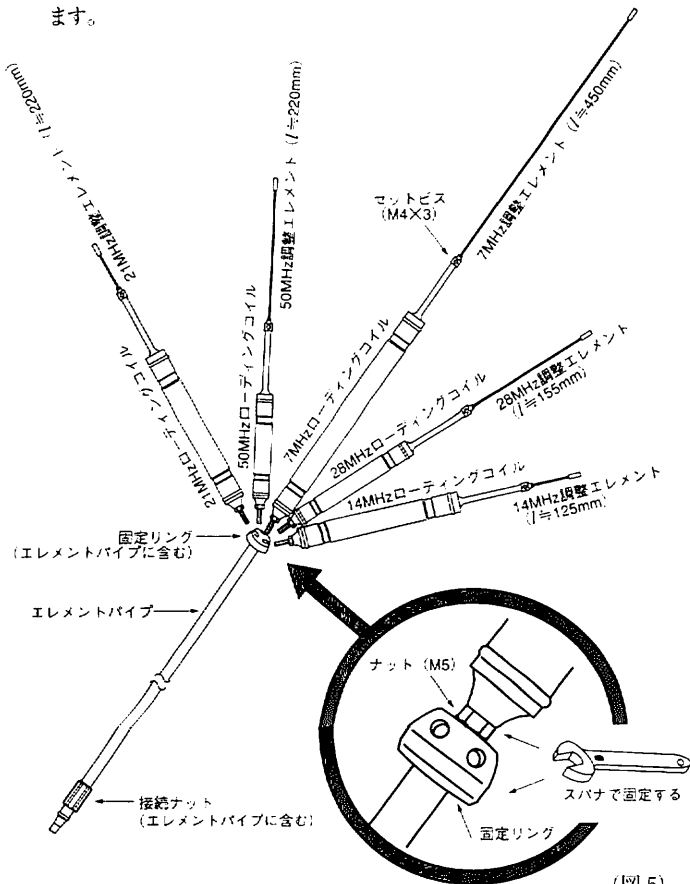 ます。
21MHz調整エレメント (l≒220mm)
21MHzローディングコイル
50MHz調整エレメント (l≒220mm)
50MHzローディングコイル
7MHz調整エレメント (l≒450mm)
セットビス
(M4×3)
7MHzローディングコイル
28MHz調整エレメント
(l≒155mm)
28MHzローディングコイル
14MHz調整エレメント
(l≒125mm)
14MHzローディングコイル
固定リング
(エレメントパイプに含む)
エレメントパイプ
接続ナット
(エレメントパイプに含む)
ナット (M5)
スパナで固定する
固定リング
(図5)